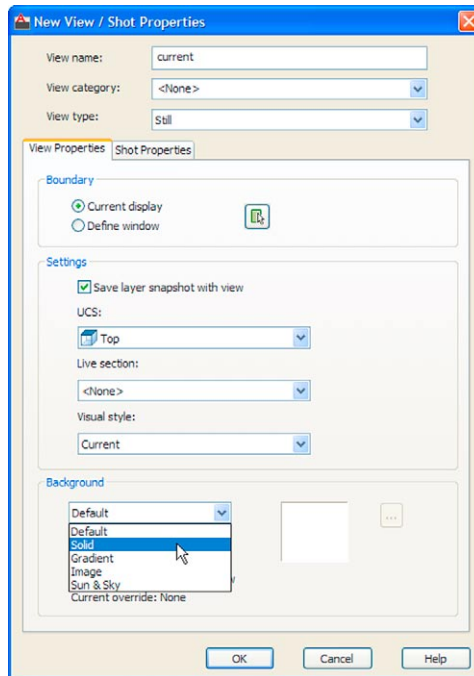 New View / Shot Properties
View name: current
View category: <None>
View type: Still
View Properties Shot Properties
Boundary
Current display
Define window
Settings
Save layer snapshot with view
UCS:
Top
Live section:
<None>
Visual style:
Current
Background
Default
...
Default
Solid
Gradient
Image
Sun & Sky
Current override: None
OK Cancel Help